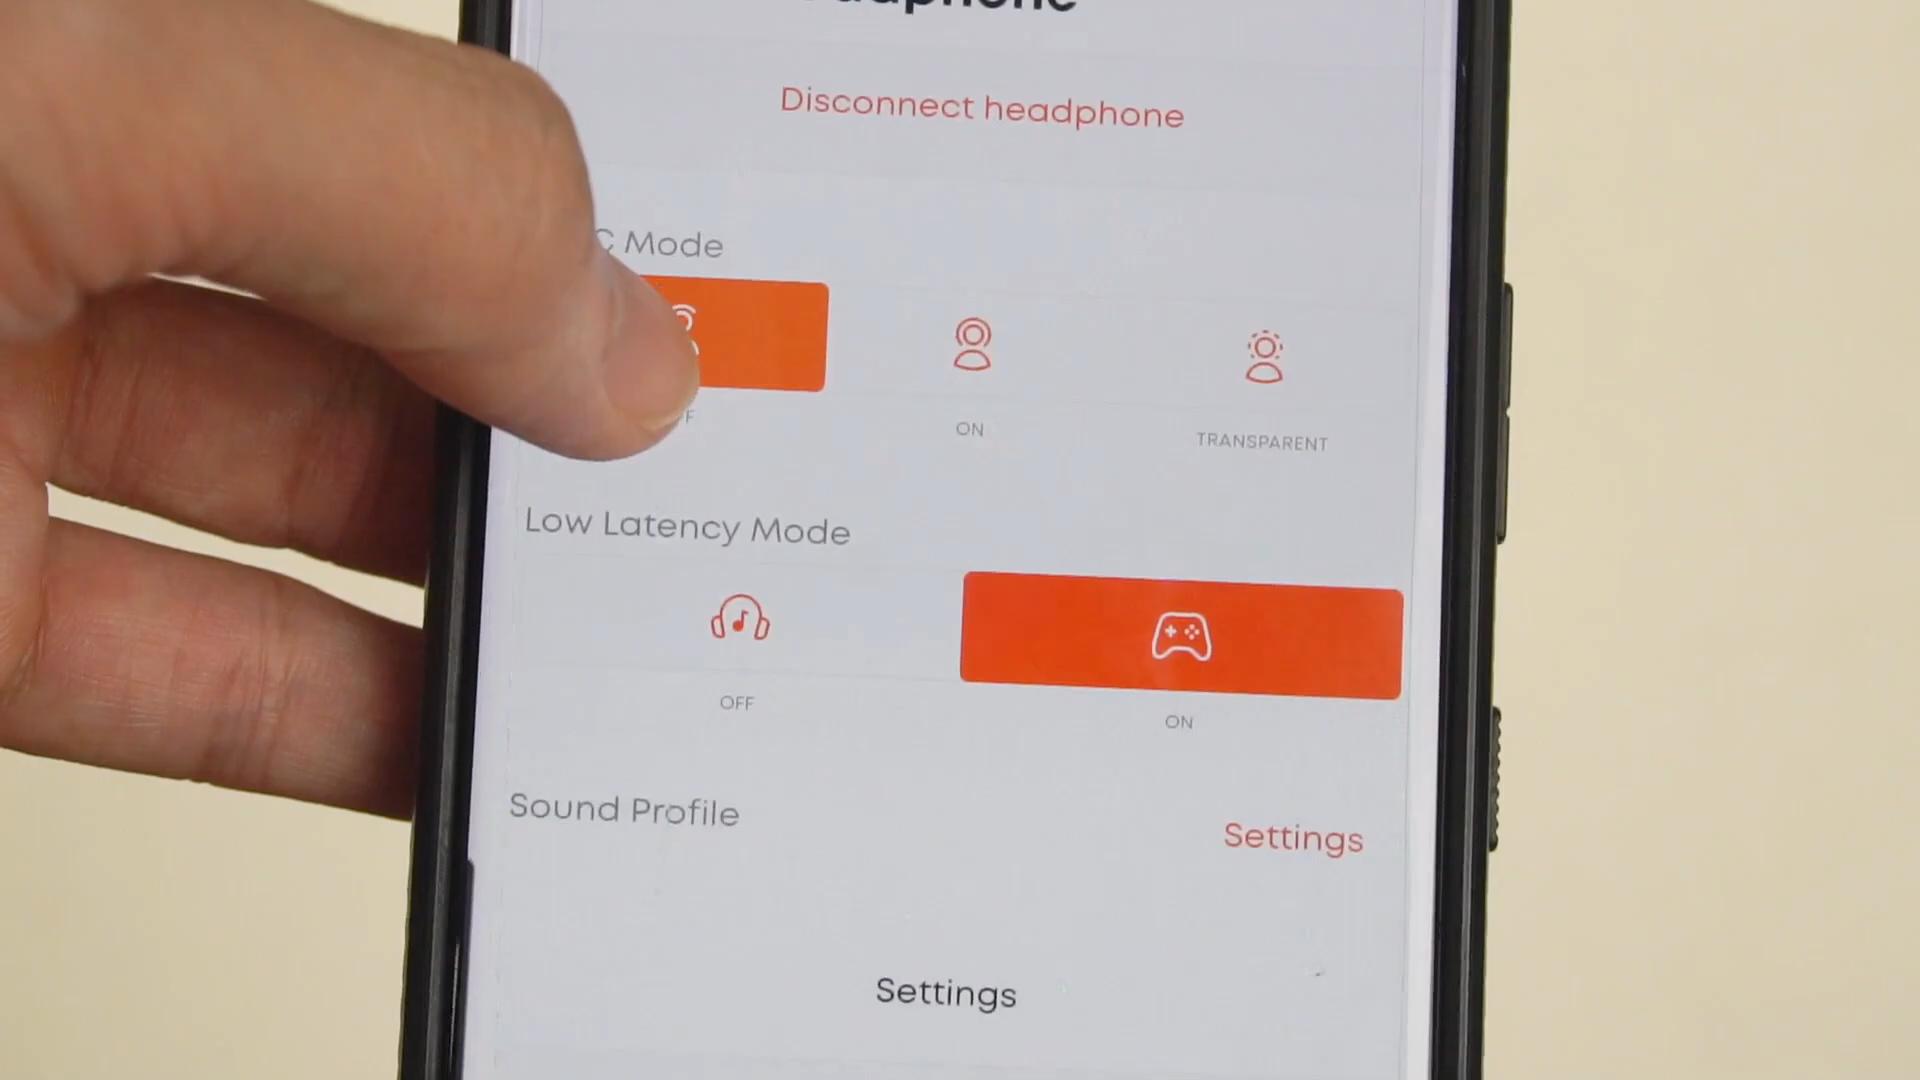 Disconnect headphone
Mode
ON
TRANSPARENT
Low Latency Mode
OFF
ON
Sound Profile
Settings
Settings